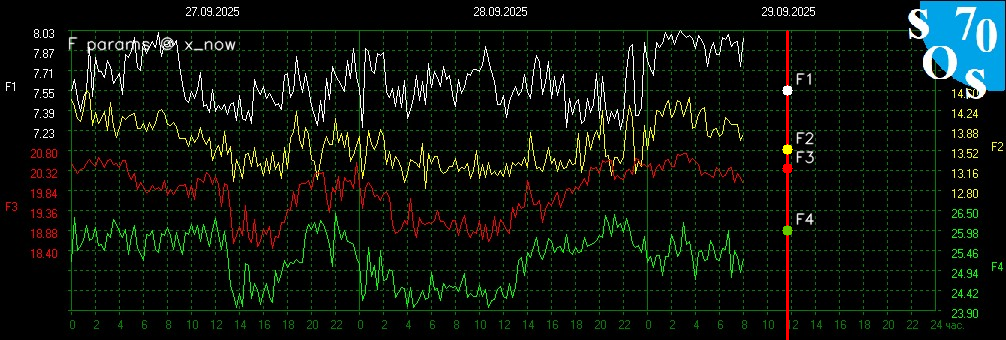 27.09.2025 28.09.2025 29.09.2025
SOS 70
F params @ x_now
F1
8.03
7.87
7.71
7.55
7.39
7.23
F3
20.80
20.32
19.84
19.36
18.88
18.40
F1
F2
F3
F4
14.60
14.24
13.88
13.52
13.16
12.80
F2
26.50
25.98
25.46
24.94
24.42
23.90
F4
0 2 4 6 8 10 12 14 16 18 20 22 0 2 4 6 8 10 12 14 16 18 20 22 0 2 4 6 8 10 2 14 16 18 20 22 24 час.